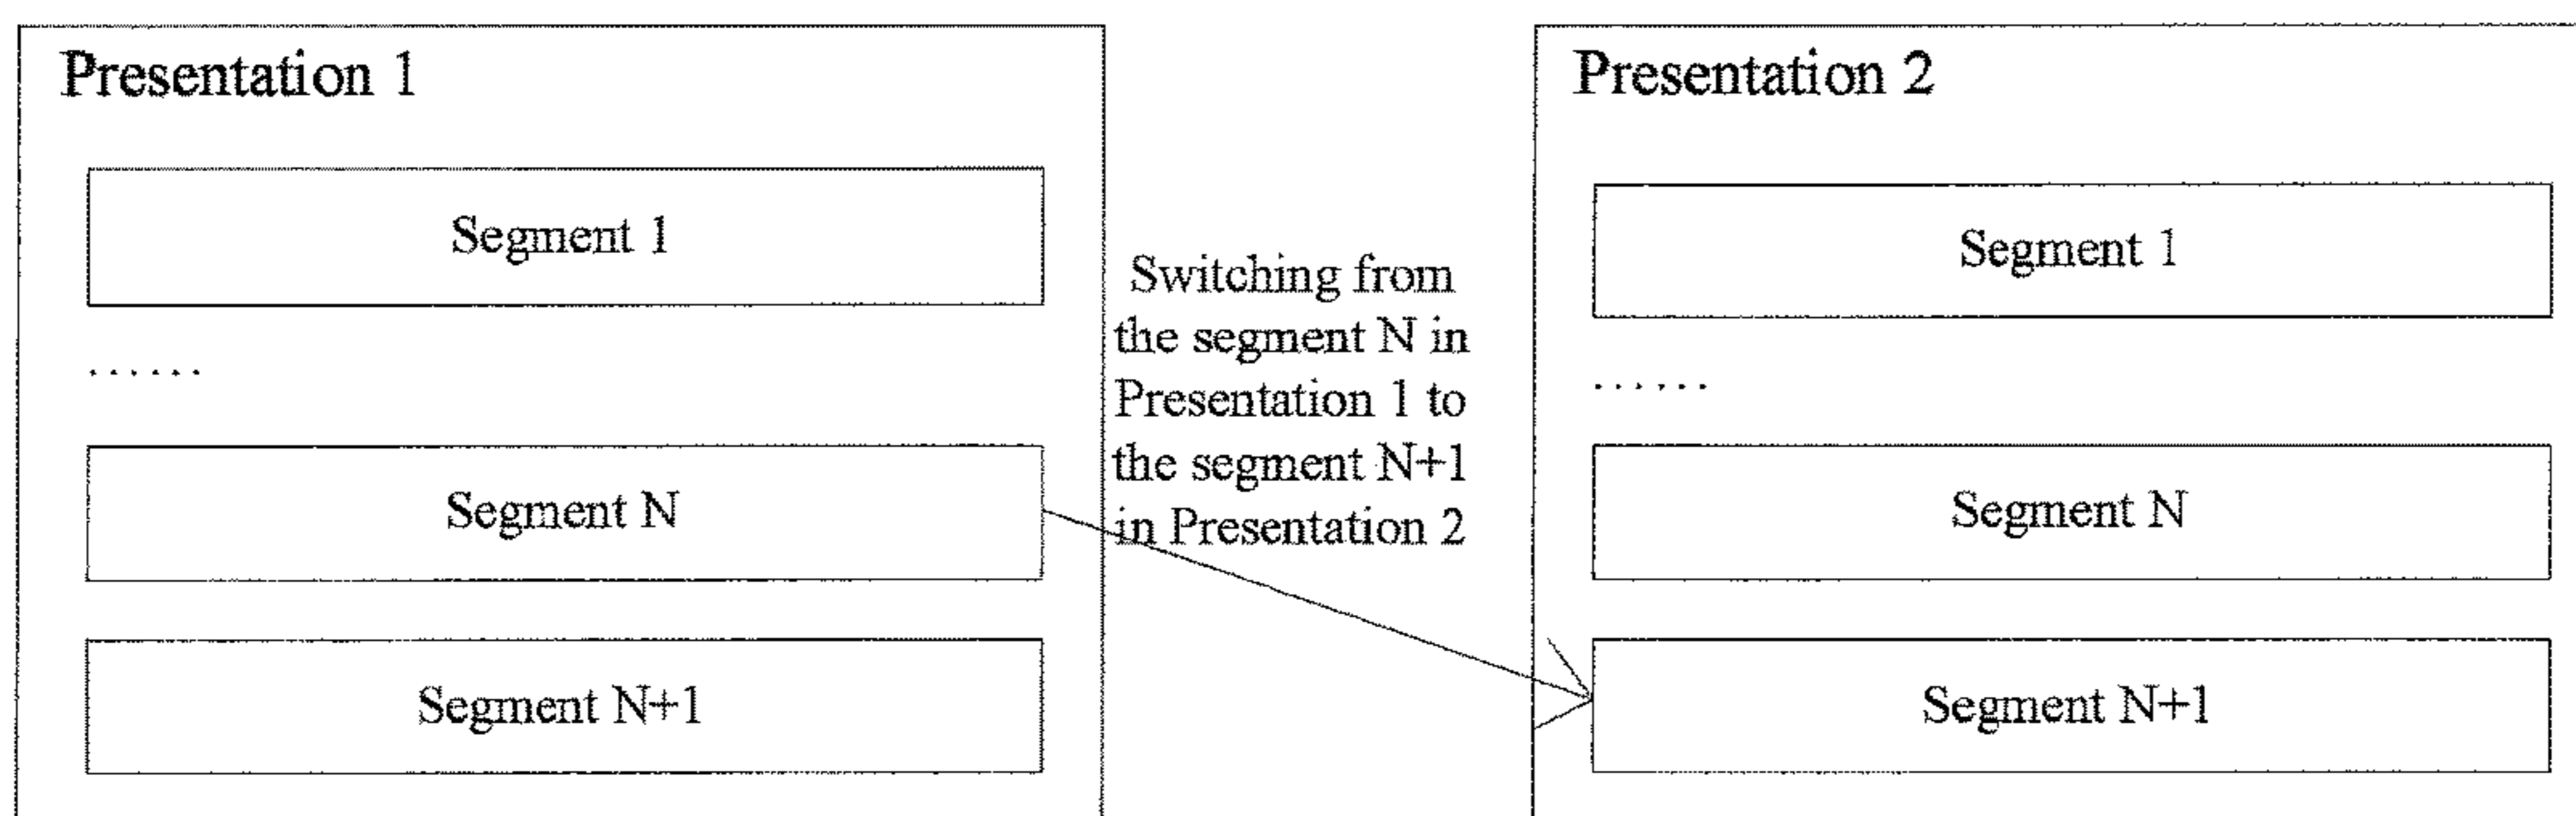 Presentation 1
Segment 1
......
Segment N
Segment N+1
Switching from
the segment N in
Presentation 1 to
the segment N+1
in Presentation 2
Presentation 2
Segment 1
......
Segment N
Segment N+1